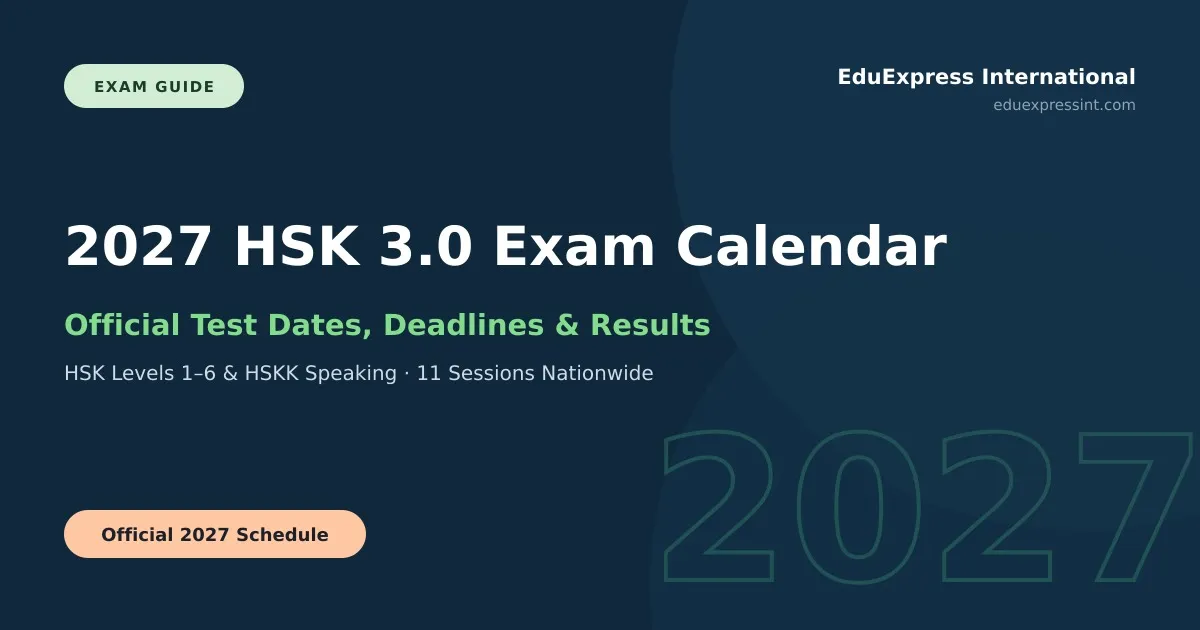 EXAM GUIDE
EduExpress International
eduexpressint.com
2027 HSK 3.0 Exam Calendar
Official Test Dates, Deadlines & Results
HSK Levels 1–6 & HSKK Speaking · 11 Sessions Nationwide
2027
Official 2027 Schedule